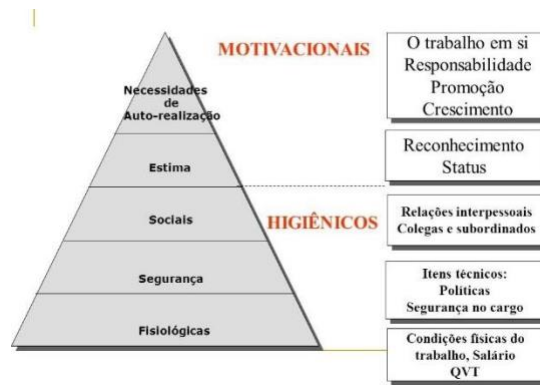 MOTIVACIONAIS
O trabalho em si
Responsabilidade
Promoção
Crescimento
Necessidades
de
Auto-realização
Reconhecimento
Status
Estima
Sociais
HIGIÊNICOS
Relações interpessoais
Colegas e subordinados
Segurança
Itens técnicos:
Políticas
Segurança no cargo
Fisiológicas
Condições físicas do
trabalho, Salário
QVT